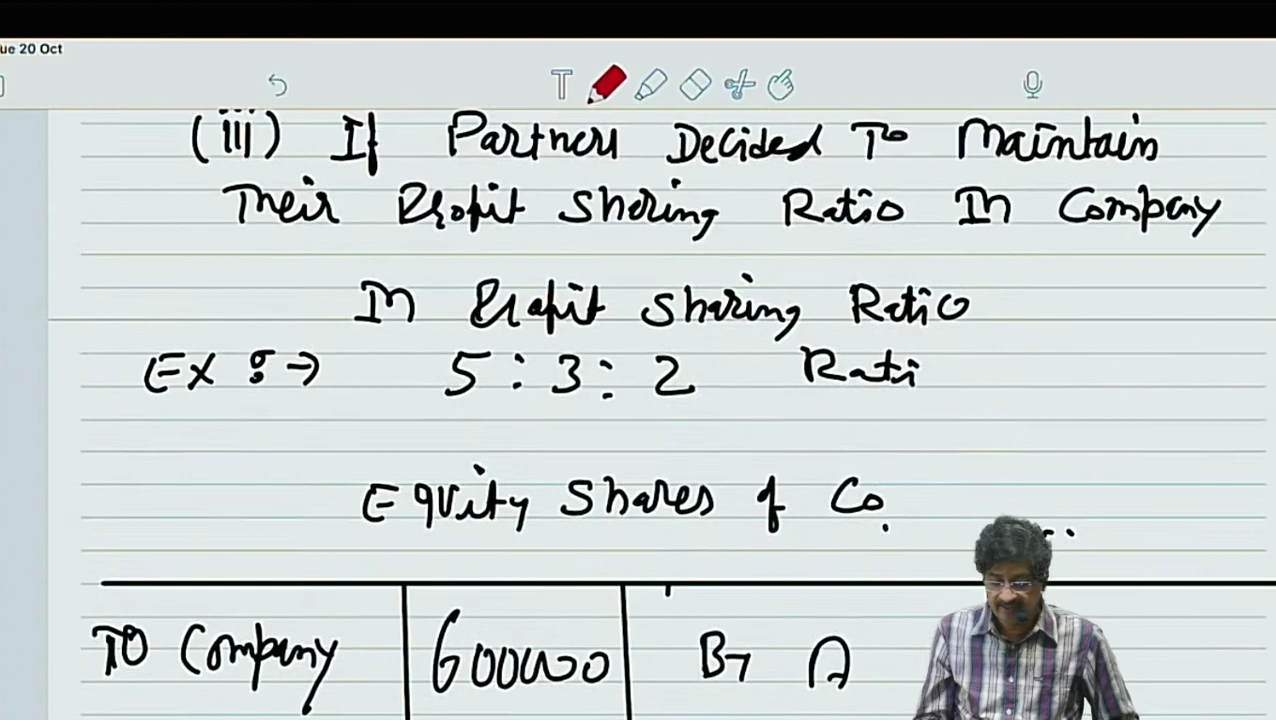 ue 20 Oct
T
(iii) If Partners Decided To Maintain
Their Profit Sharing Ratio In Company
In Profit Sharing Ratio
Ex :→ 5 : 3 : 2 Rati
Equity Shares of Co.
To Company 600000 By A